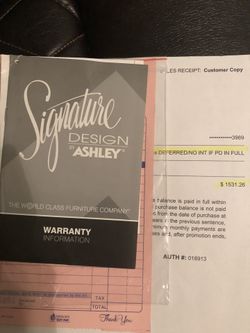 Signature
DESIGN
BY ASHLEY
THE WORLD CLASS FURNITURE COMPANY
WARRANTY
INFORMATION
LES RECEIPT: Customer Copy
3969
DEFERRED NO INT IF PD IN FULL
$ 1531.26
balance is paid in full within
purchase balance is not paid
from the date of purchase at
in the previous sentence,
monthly payments are
and, after promotion ends,
AUTH #: 016913
TAX
TOTAL
Thank You